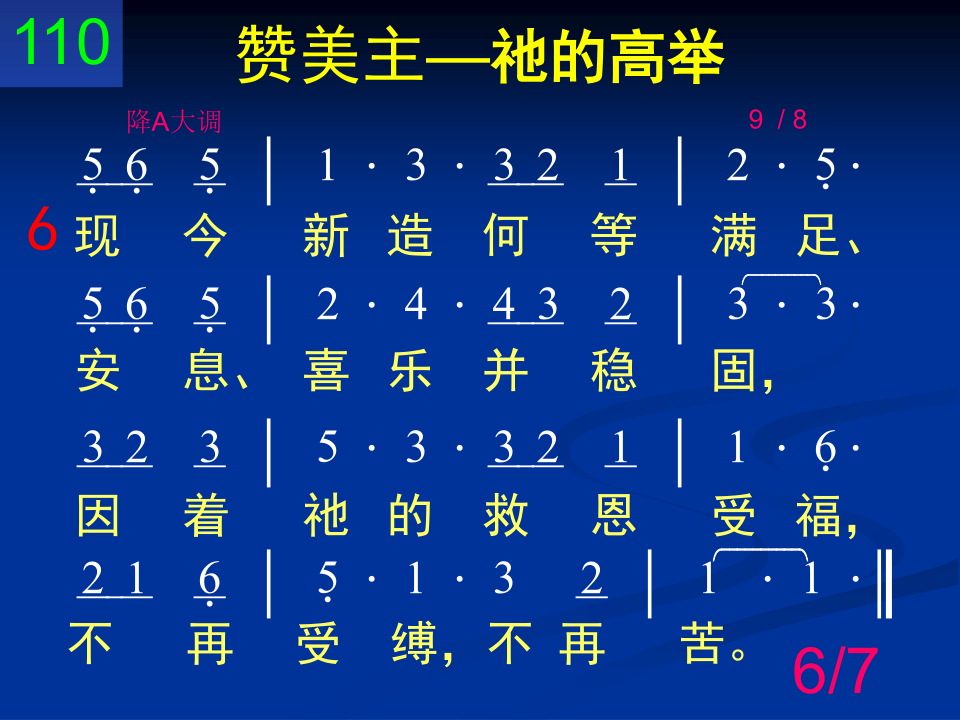 110
赞美主—祂的高举
降A大调 9 / 8
5 6 5 | 1 · 3 · 3 2 1 | 2 · 5 ·
6
现 今 新 造 何 等 满 足、
5 6 5 | 2 · 4 · 4 3 2 | 3 · 3 ·
安 息、 喜 乐 并 稳 固，
3 2 3 | 5 · 3 · 3 2 1 | 1 · 6 ·
因 着 祂 的 救 恩 受 福，
2 1 6 | 5 · 1 · 3 2 | 1 · 1 · ‖
不 再 受 缚，不 再 苦。
6/7